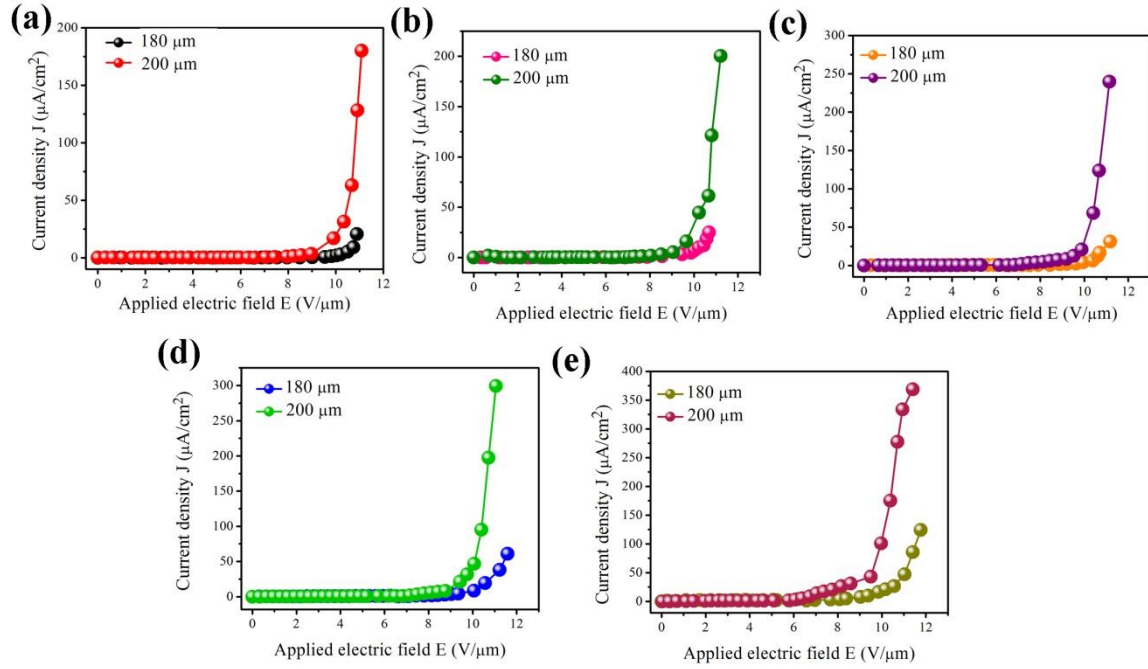 (a)
180 μm
200 μm
Current density J (μA/cm²)
200
150
100
50
0
0 2 4 6 8 10 12
Applied electric field E (V/μm)
(b)
180 μm
200 μm
Current density J (μA/cm²)
200
150
100
50
0
0 2 4 6 8 10 12
Applied electric field E (V/μm)
(c)
180 μm
200 μm
Current density J (μA/cm²)
300
250
200
150
100
50
0
0 2 4 6 8 10 12
Applied electric field E (V/μm)
(d)
180 μm
200 μm
Current density J (μA/cm²)
300
250
200
150
100
50
0
0 2 4 6 8 10 12
Applied electric field E (V/μm)
(e)
180 μm
200 μm
Current density J (μA/cm²)
400
350
300
250
200
150
100
50
0
0 2 4 6 8 10 12
Applied electric field E (V/μm)